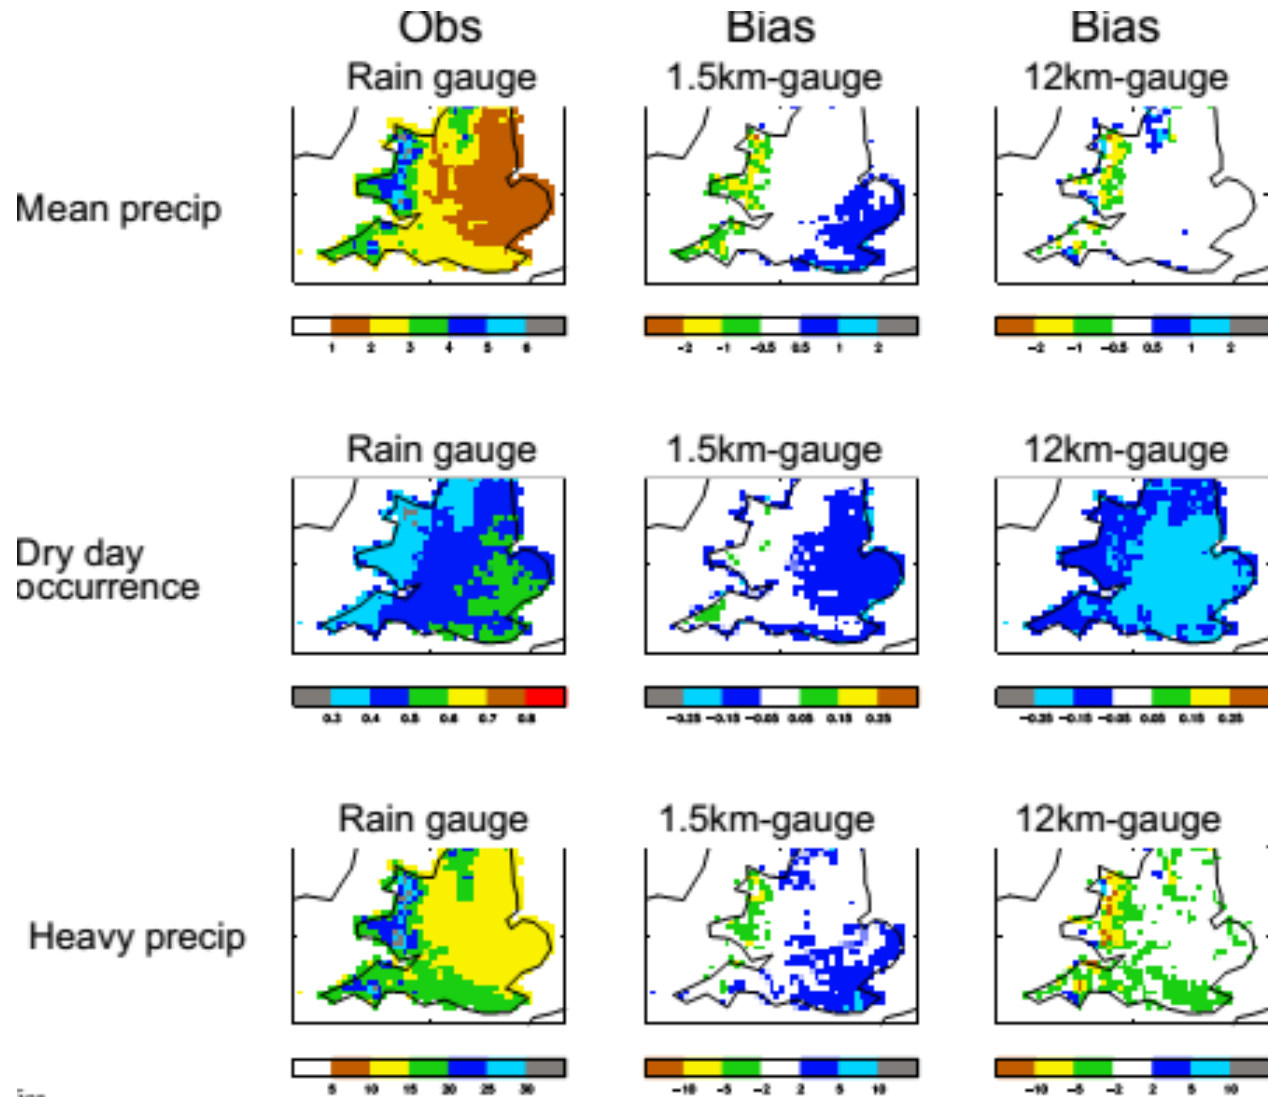 Obs Bias Bias
Rain gauge 1.5km-gauge 12km-gauge
Mean precip
1 2 3 4 5 6 -2 -1 -0.5 0.5 1 2 -2 -1 -0.5 0.5 1 2
Rain gauge 1.5km-gauge 12km-gauge
Dry day
occurrence
0.3 0.4 0.5 0.6 0.7 0.8 -0.25 -0.15 -0.05 0.05 0.15 0.25 -0.25 -0.15 -0.05 0.05 0.15 0.25
Rain gauge 1.5km-gauge 12km-gauge
Heavy precip
5 10 15 20 25 30 -10 -5 -2 2 5 10 -10 -5 -2 2 5 10